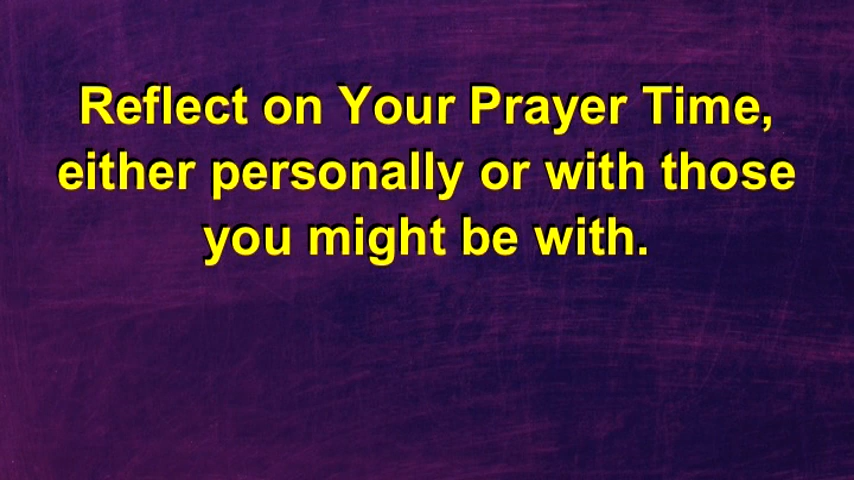 Reflect on Your Prayer Time,
either personally or with those
you might be with.